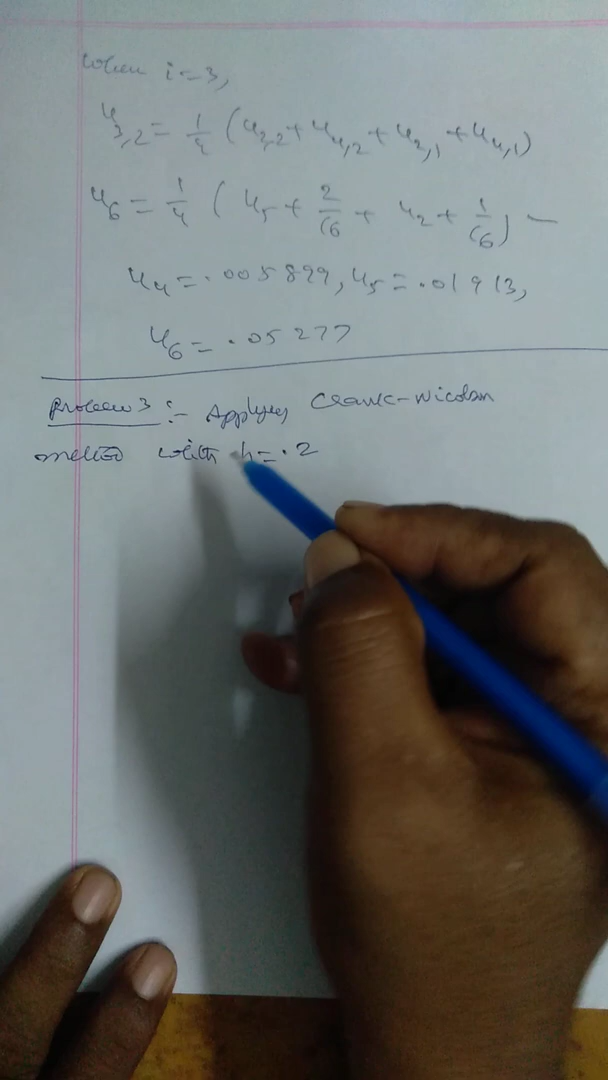 when i=3,
u3,2 = 1/4 (u2,2 + u4,2 + u2,1 + u4,1)
u6 = 1/4 ( u5 + 2/16 + u2 + 1/16) —
u4 = .005899, u5 = .01913,
u6 = .05277
Problem 3 :- Applying Crank-Nicolson
method with h = .2